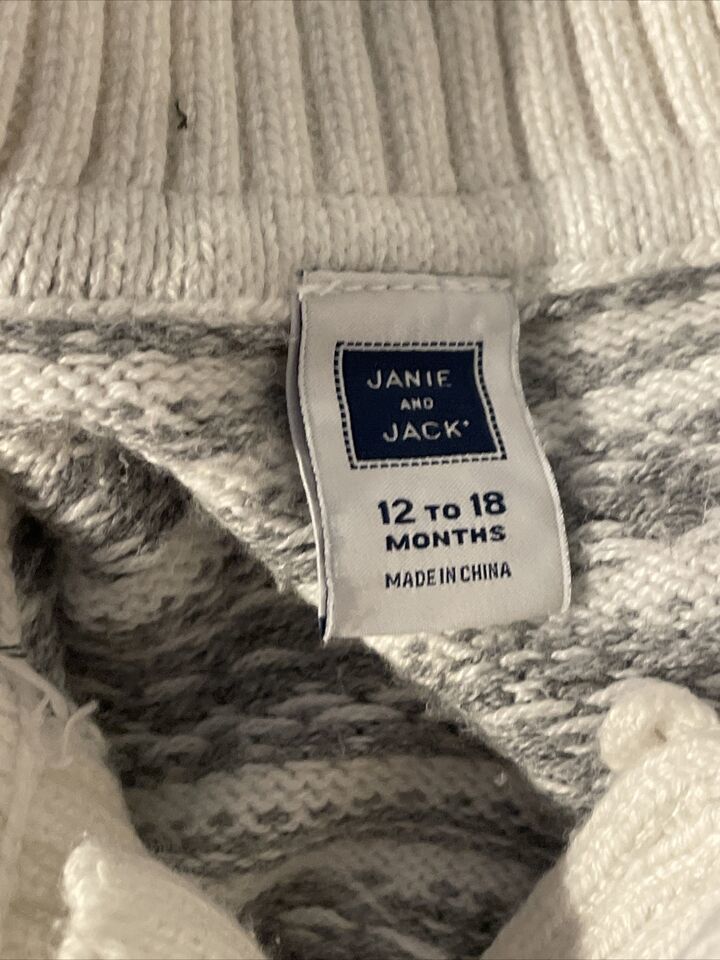 JANIE
AND
JACK
12 TO 18
MONTHS
MADE IN CHINA